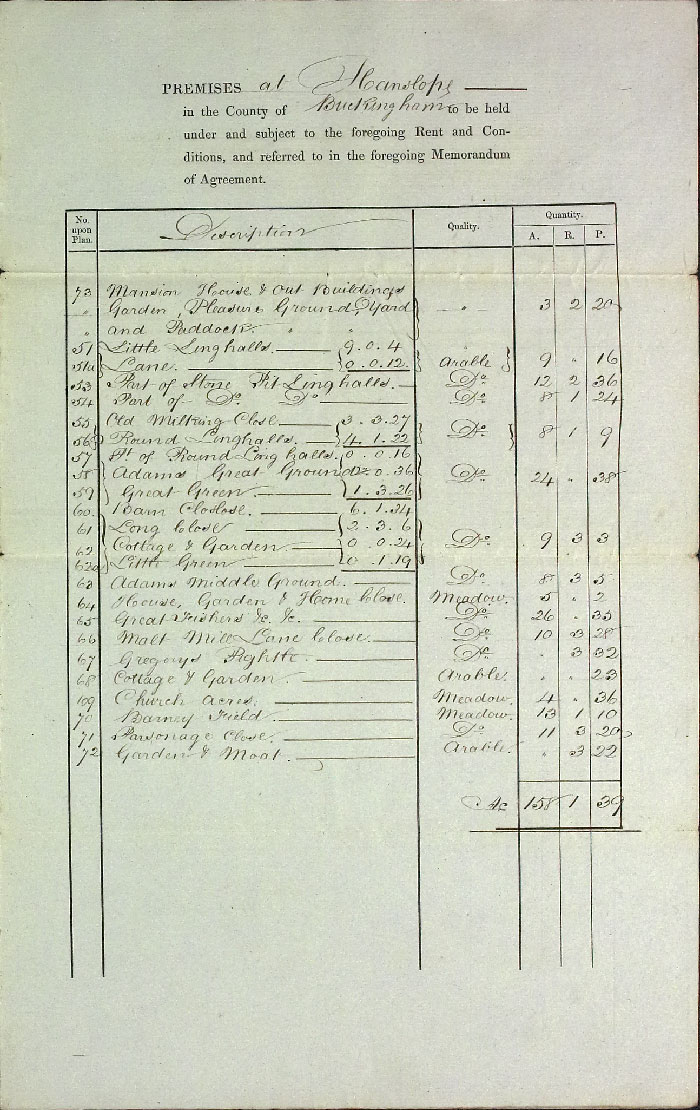 PREMISES at Hanslope
in the County of Buckingham to be held
under and subject to the foregoing Rent and Con-
ditions, and referred to in the foregoing Memorandum
of Agreement.
No. upon Plan. Description Quality. Quantity.
A. R. P.
73 Mansion House & Out Buildings
" Garden, Pleasure Ground, Yard - " - 3 2 20
" and Paddock. " "
51 Little Linghalls. 9.0.4
51a Lane. 0.0.12. Arable 9 " 16
53 Part of Stone Pit Linghalls. Do. 12 2 36
54 Part of Do. Do. Do. 8 1 24
55 Old Milking Close 3.3.27
56 Round Linghalls. 4.1.22 Do. 8 1 9
57 Pt. of Round Linghalls. 0.0.16
58 Adams Great Ground 22.0.36 Do. 24 " 38
59 Great Green. 1.3.26
60. Barn Closlose. 6.1.34
61 Long Close 2.3.6
62 Cottage & Garden. 0.0.24 Do. 9 3 3
62a Little Green 0.1.19
63 Adams Middle Ground. Do. 8 3 5
64 House, Garden & Home Close. Meadow. 5 " 2
65 Great Fishers &c. &c. Do. 26 " 35
66 Malt Mill Lane Close. Do. 10 3 28
67 Gregorys Pightle. Do. " 3 32
68 Cottage & Garden. Arable. " " 23
69 Church Acres. Meadow. 4 " 36
70 Barney Field. Meadow. 13 1 10
71 Parsonage Close. Do. 11 3 20
72 Garden & Moat. Arable. " 3 22
Ac 158 1 39